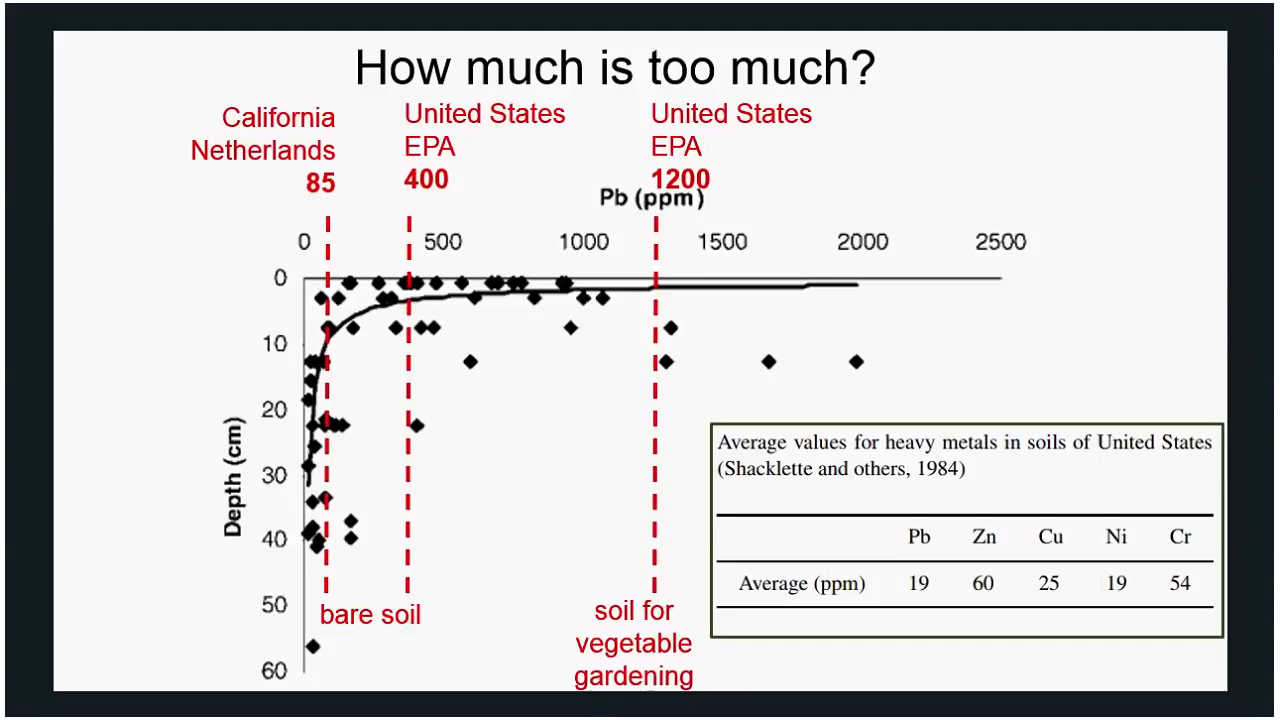 How much is too much?
California
Netherlands
85
United States
EPA
400
United States
EPA
1200
Pb (ppm)
0 500 1000 1500 2000 2500
Depth (cm)
0
10
20
30
40
50
60
bare soil
soil for
vegetable
gardening
Average values for heavy metals in soils of United States
(Shacklette and others, 1984)
Pb Zn Cu Ni Cr
Average (ppm) 19 60 25 19 54